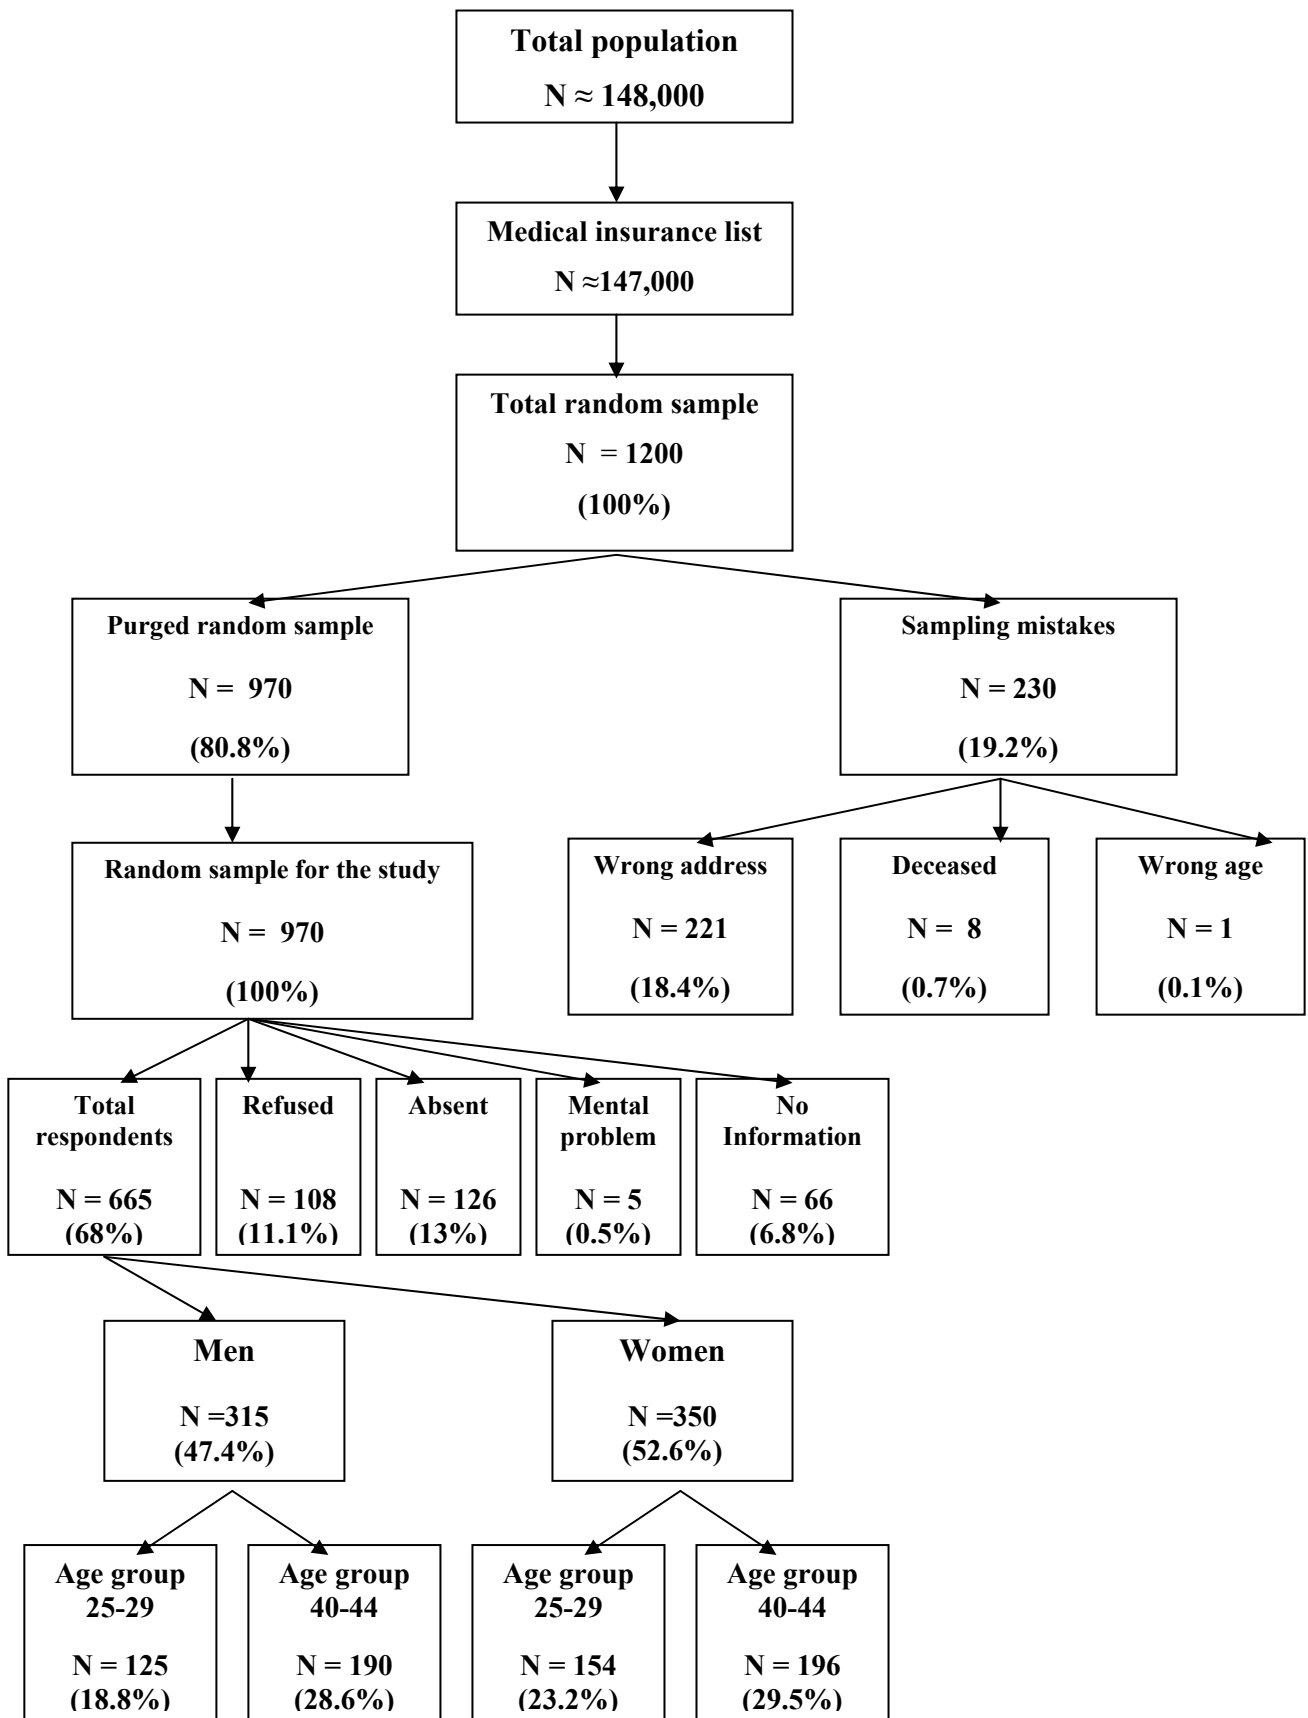 Total population
N ≈ 148,000
Medical insurance list
N ≈147,000
Total random sample
N = 1200
(100%)
Purged random sample
N = 970
(80.8%)
Sampling mistakes
N = 230
(19.2%)
Random sample for the study
N = 970
(100%)
Wrong address
N = 221
(18.4%)
Deceased
N = 8
(0.7%)
Wrong age
N = 1
(0.1%)
Total
respondents
N = 665
(68%)
Refused
N = 108
(11.1%)
Absent
N = 126
(13%)
Mental
problem
N = 5
(0.5%)
No
Information
N = 66
(6.8%)
Men
N =315
(47.4%)
Women
N =350
(52.6%)
Age group
25-29
N = 125
(18.8%)
Age group
40-44
N = 190
(28.6%)
Age group
25-29
N = 154
(23.2%)
Age group
40-44
N = 196
(29.5%)